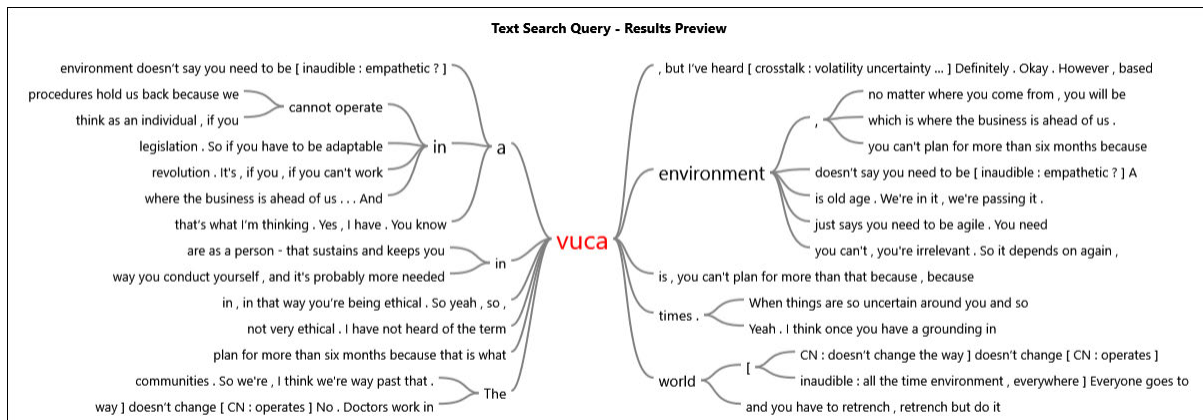 Text Search Query - Results Preview
environment doesn't say you need to be [ inaudible : empathetic ? ]
procedures hold us back because we
think as an individual , if you
cannot operate
legislation . So if you have to be adaptable
revolution . It's , if you , if you can't work
where the business is ahead of us . . . And
in
that's what I'm thinking . Yes , I have . You know
a
are as a person - that sustains and keeps you
way you conduct yourself , and it's probably more needed
in
in , in that way you're being ethical . So yeah , so ,
not very ethical . I have not heard of the term
plan for more than six months because that is what
communities . So we're , I think we're way past that .
way ] doesn't change [ CN : operates ] No . Doctors work in
The
vuca
, but I've heard [ crosstalk : volatility uncertainty ... ] Definitely . Okay . However , based
environment
,
no matter where you come from , you will be
which is where the business is ahead of us .
you can't plan for more than six months because
doesn't say you need to be [ inaudible : empathetic ? ] A
is old age . We're in it , we're passing it .
just says you need to be agile . You need
you can't , you're irrelevant . So it depends on again ,
is , you can't plan for more than that because , because
times .
When things are so uncertain around you and so
Yeah . I think once you have a grounding in
world
[
CN : doesn't change the way ] doesn't change [ CN : operates ]
inaudible : all the time environment , everywhere ] Everyone goes to
and you have to retrench , retrench but do it